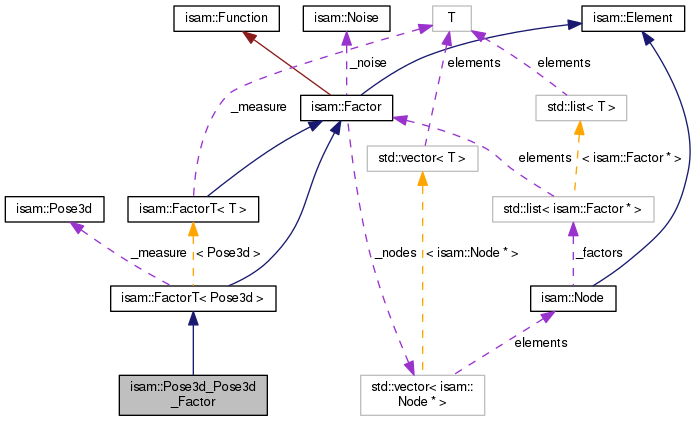 isam::Function
isam::Noise
T
isam::Element
_noise
elements
elements
_measure
isam::Factor
std::list< T >
std::vector< T >
elements
< isam::Factor * >
isam::Pose3d
isam::FactorT< T >
std::list< isam::Factor * >
_measure
< Pose3d >
_nodes
< isam::Node * >
_factors
isam::FactorT< Pose3d >
isam::Node
elements
isam::Pose3d_Pose3d
_Factor
std::vector< isam::
Node * >